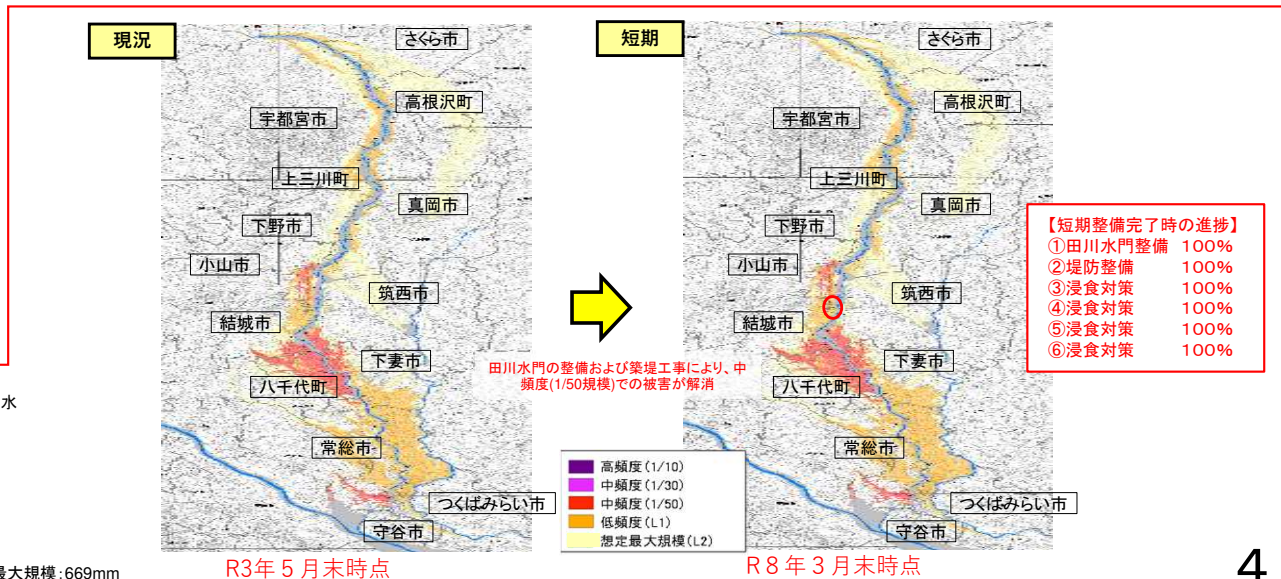 現況
さくら市
高根沢町
宇都宮市
上三川町
真岡市
下野市
小山市
筑西市
結城市
下妻市
八千代町
常総市
つくばみらい市
守谷市
R3年5月末時点
短期
さくら市
高根沢町
宇都宮市
上三川町
真岡市
下野市
小山市
筑西市
結城市
下妻市
八千代町
常総市
つくばみらい市
守谷市
R8年3月末時点
田川水門の整備および築堤工事により、中
頻度(1/50規模)での被害が解消
高頻度(1/10)
中頻度(1/30)
中頻度(1/50)
低頻度(L1)
想定最大規模(L2)
【短期整備完了時の進捗】
①田川水門整備 100%
②堤防整備 100%
③浸食対策 100%
④浸食対策 100%
⑤浸食対策 100%
⑥浸食対策 100%
水
最大規模:669mm
4